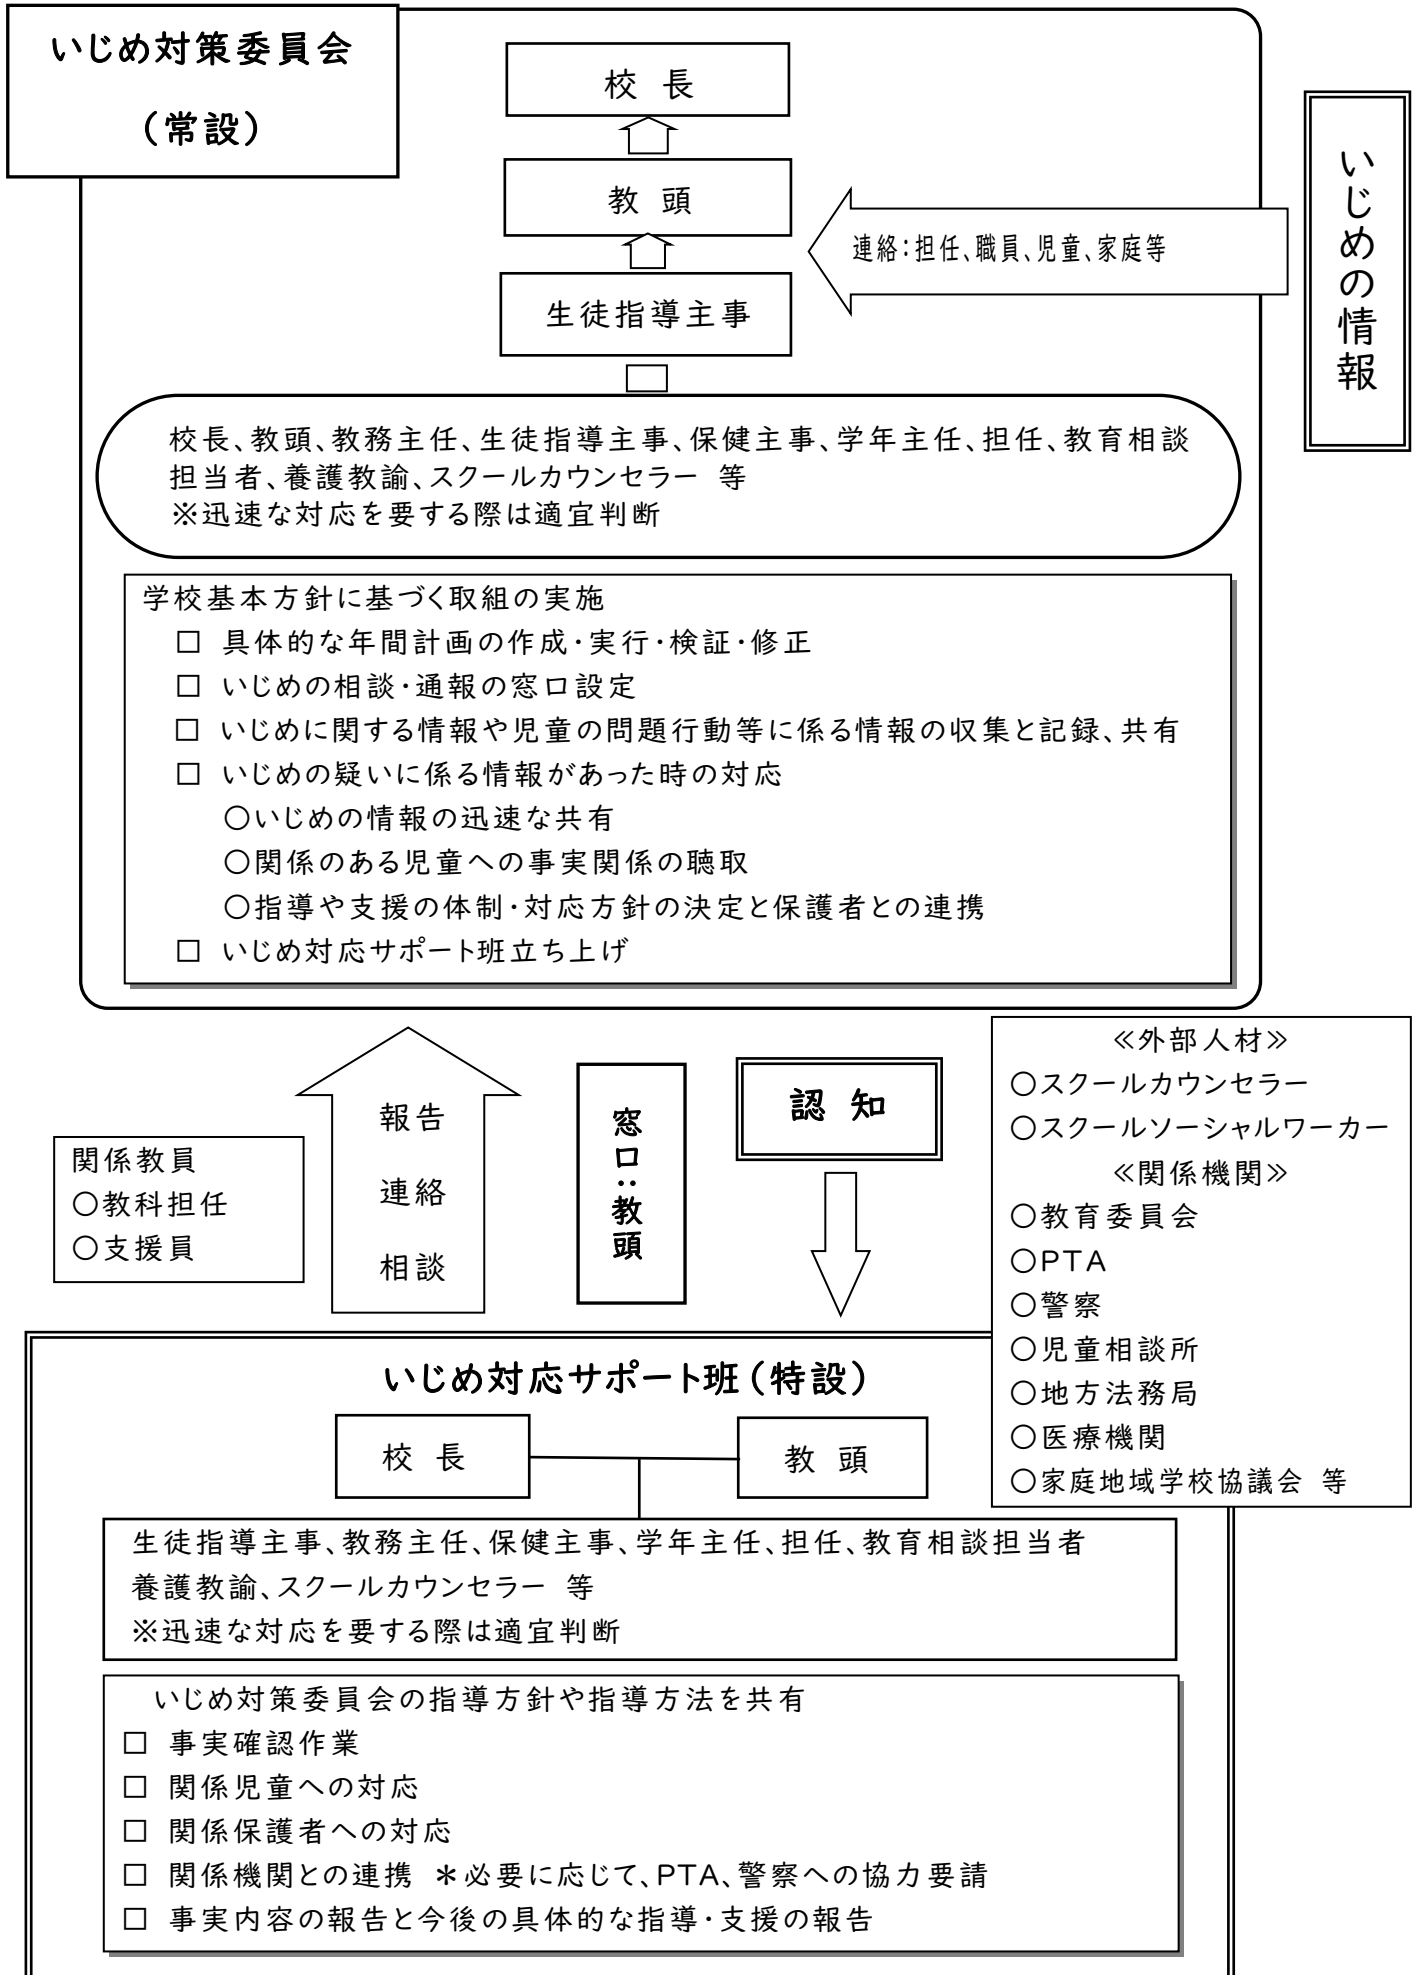 いじめ対策委員会
（常設）
校 長
教 頭
生徒指導主事
連絡：担任、職員、児童、家庭等
いじめの情報
校長、教頭、教務主任、生徒指導主事、保健主事、学年主任、担任、教育相談
担当者、養護教諭、スクールカウンセラー 等
※迅速な対応を要する際は適宜判断
学校基本方針に基づく取組の実施
□ 具体的な年間計画の作成・実行・検証・修正
□ いじめの相談・通報の窓口設定
□ いじめに関する情報や児童の問題行動等に係る情報の収集と記録、共有
□ いじめの疑いに係る情報があった時の対応
○いじめの情報の迅速な共有
○関係のある児童への事実関係の聴取
○指導や支援の体制・対応方針の決定と保護者との連携
□ いじめ対応サポート班立ち上げ
関係教員
○教科担任
○支援員
報告
連絡
相談
窓口：教頭
認 知
≪外部人材≫
○スクールカウンセラー
○スクールソーシャルワーカー
≪関係機関≫
○教育委員会
○PTA
○警察
○児童相談所
○地方法務局
○医療機関
○家庭地域学校協議会 等
いじめ対応サポート班（特設）
校 長
教 頭
生徒指導主事、教務主任、保健主事、学年主任、担任、教育相談担当者
養護教諭、スクールカウンセラー 等
※迅速な対応を要する際は適宜判断
いじめ対策委員会の指導方針や指導方法を共有
□ 事実確認作業
□ 関係児童への対応
□ 関係保護者への対応
□ 関係機関との連携 ＊必要に応じて、PTA、警察への協力要請
□ 事実内容の報告と今後の具体的な指導・支援の報告